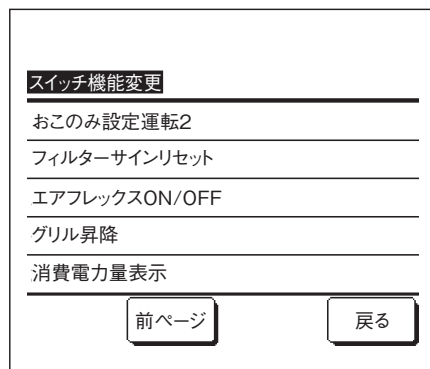 スイッチ機能変更
おこのみ設定運転2
フィルターサインリセット
エアフレックスON/OFF
グリル昇降
消費電力量表示
前ページ
戻る